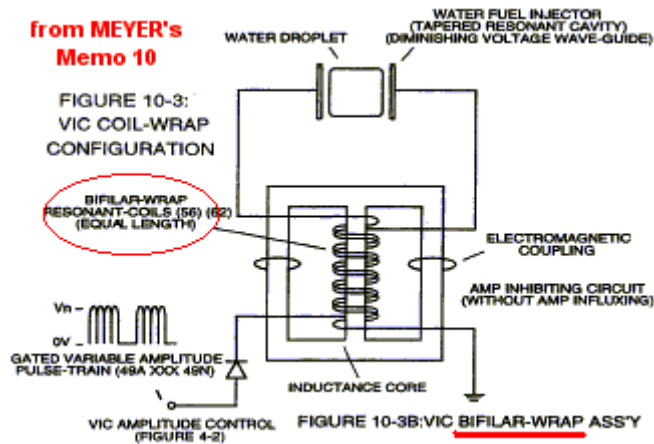 from MEYER's
Memo 10
WATER DROPLET
WATER FUEL INJECTOR
(TAPERED RESONANT CAVITY)
(DIMINISHING VOLTAGE WAVE-GUIDE)
FIGURE 10-3:
VIC COIL-WRAP
CONFIGURATION
BIFILAR-WRAP
RESONANT-COILS (56) (62)
(EQUAL LENGTH)
ELECTROMAGNETIC
COUPLING
AMP INHIBITING CIRCUIT
(WITHOUT AMP INFLUXING)
Vn
0V
GATED VARIABLE AMPLITUDE
PULSE-TRAIN (49A XXX 49N)
INDUCTANCE CORE
VIC AMPLITUDE CONTROL
(FIGURE 4-2)
FIGURE 10-3B:VIC BIFILAR-WRAP ASS'Y